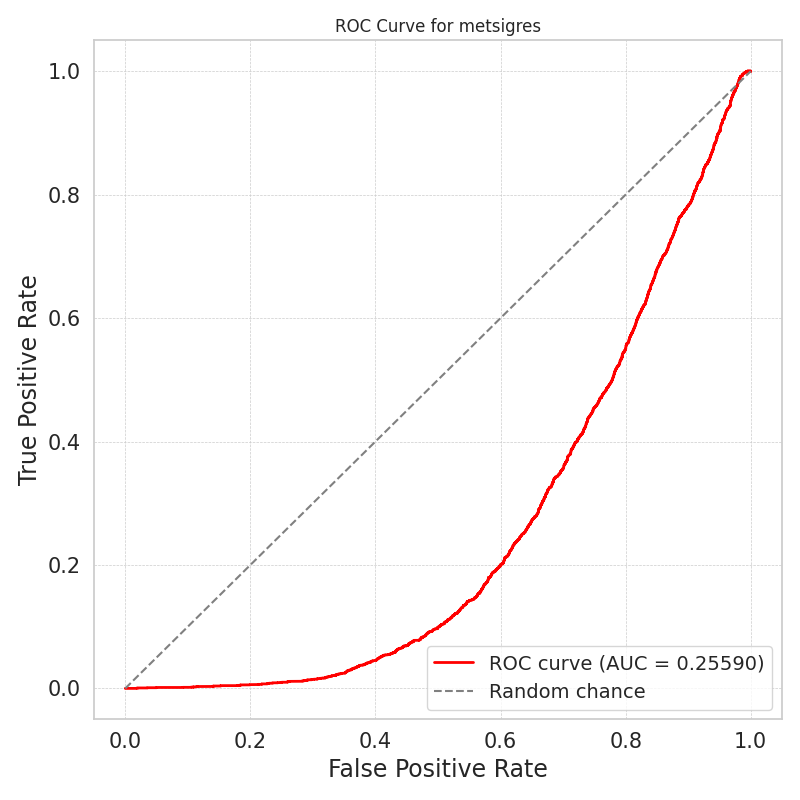 ROC Curve for metsigres
1.0
0.8
0.6
0.4
0.2
0.0
True Positive Rate
ROC curve (AUC = 0.25590)
Random chance
0.0 0.2 0.4 0.6 0.8 1.0
False Positive Rate